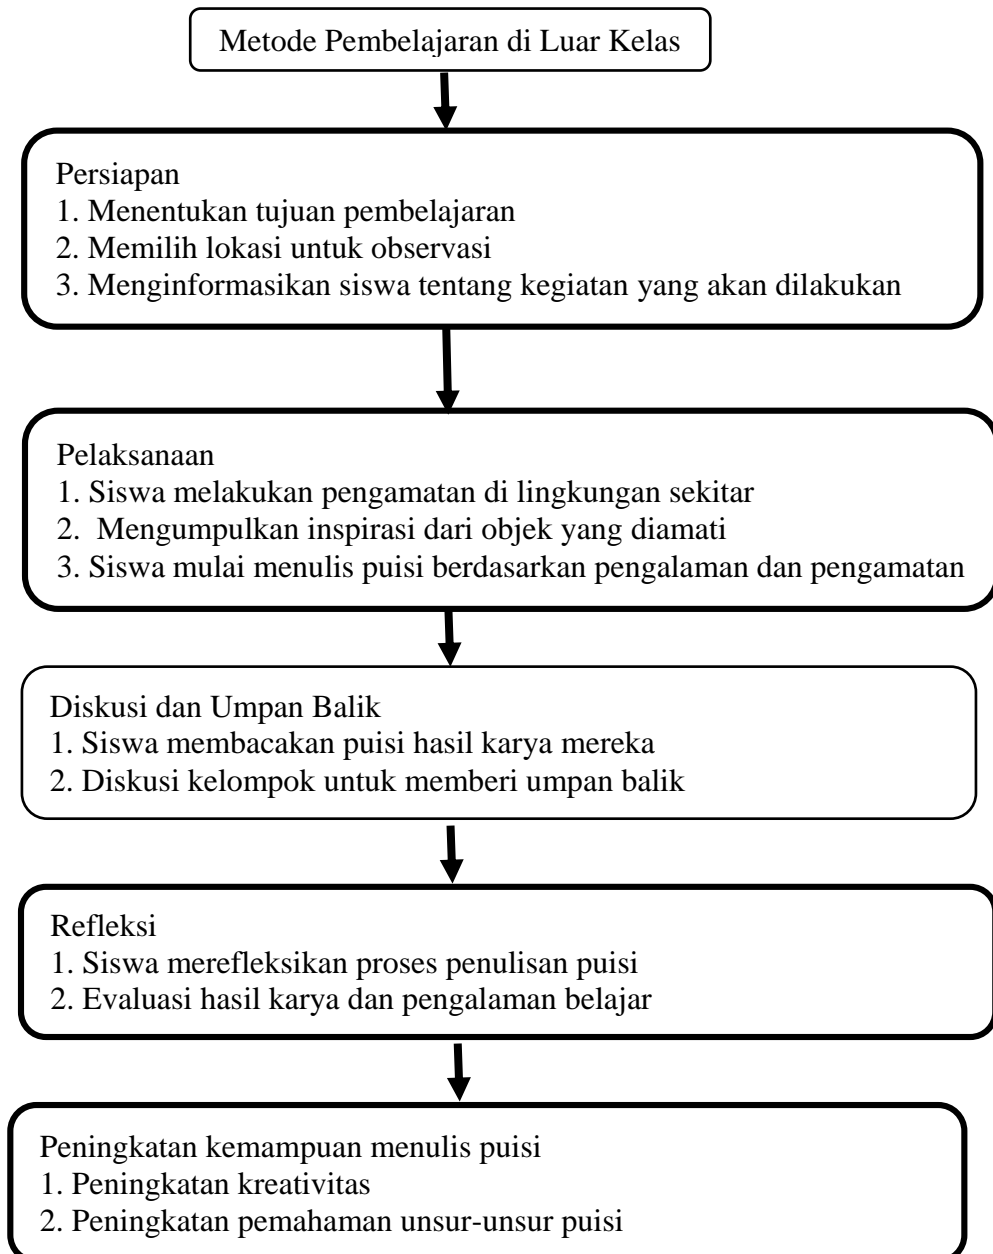 Metode Pembelajaran di Luar Kelas
Persiapan
1. Menentukan tujuan pembelajaran
2. Memilih lokasi untuk observasi
3. Menginformasikan siswa tentang kegiatan yang akan dilakukan
Pelaksanaan
1. Siswa melakukan pengamatan di lingkungan sekitar
2. Mengumpulkan inspirasi dari objek yang diamati
3. Siswa mulai menulis puisi berdasarkan pengalaman dan pengamatan
Diskusi dan Umpan Balik
1. Siswa membacakan puisi hasil karya mereka
2. Diskusi kelompok untuk memberi umpan balik
Refleksi
1. Siswa merefleksikan proses penulisan puisi
2. Evaluasi hasil karya dan pengalaman belajar
Peningkatan kemampuan menulis puisi
1. Peningkatan kreativitas
2. Peningkatan pemahaman unsur-unsur puisi